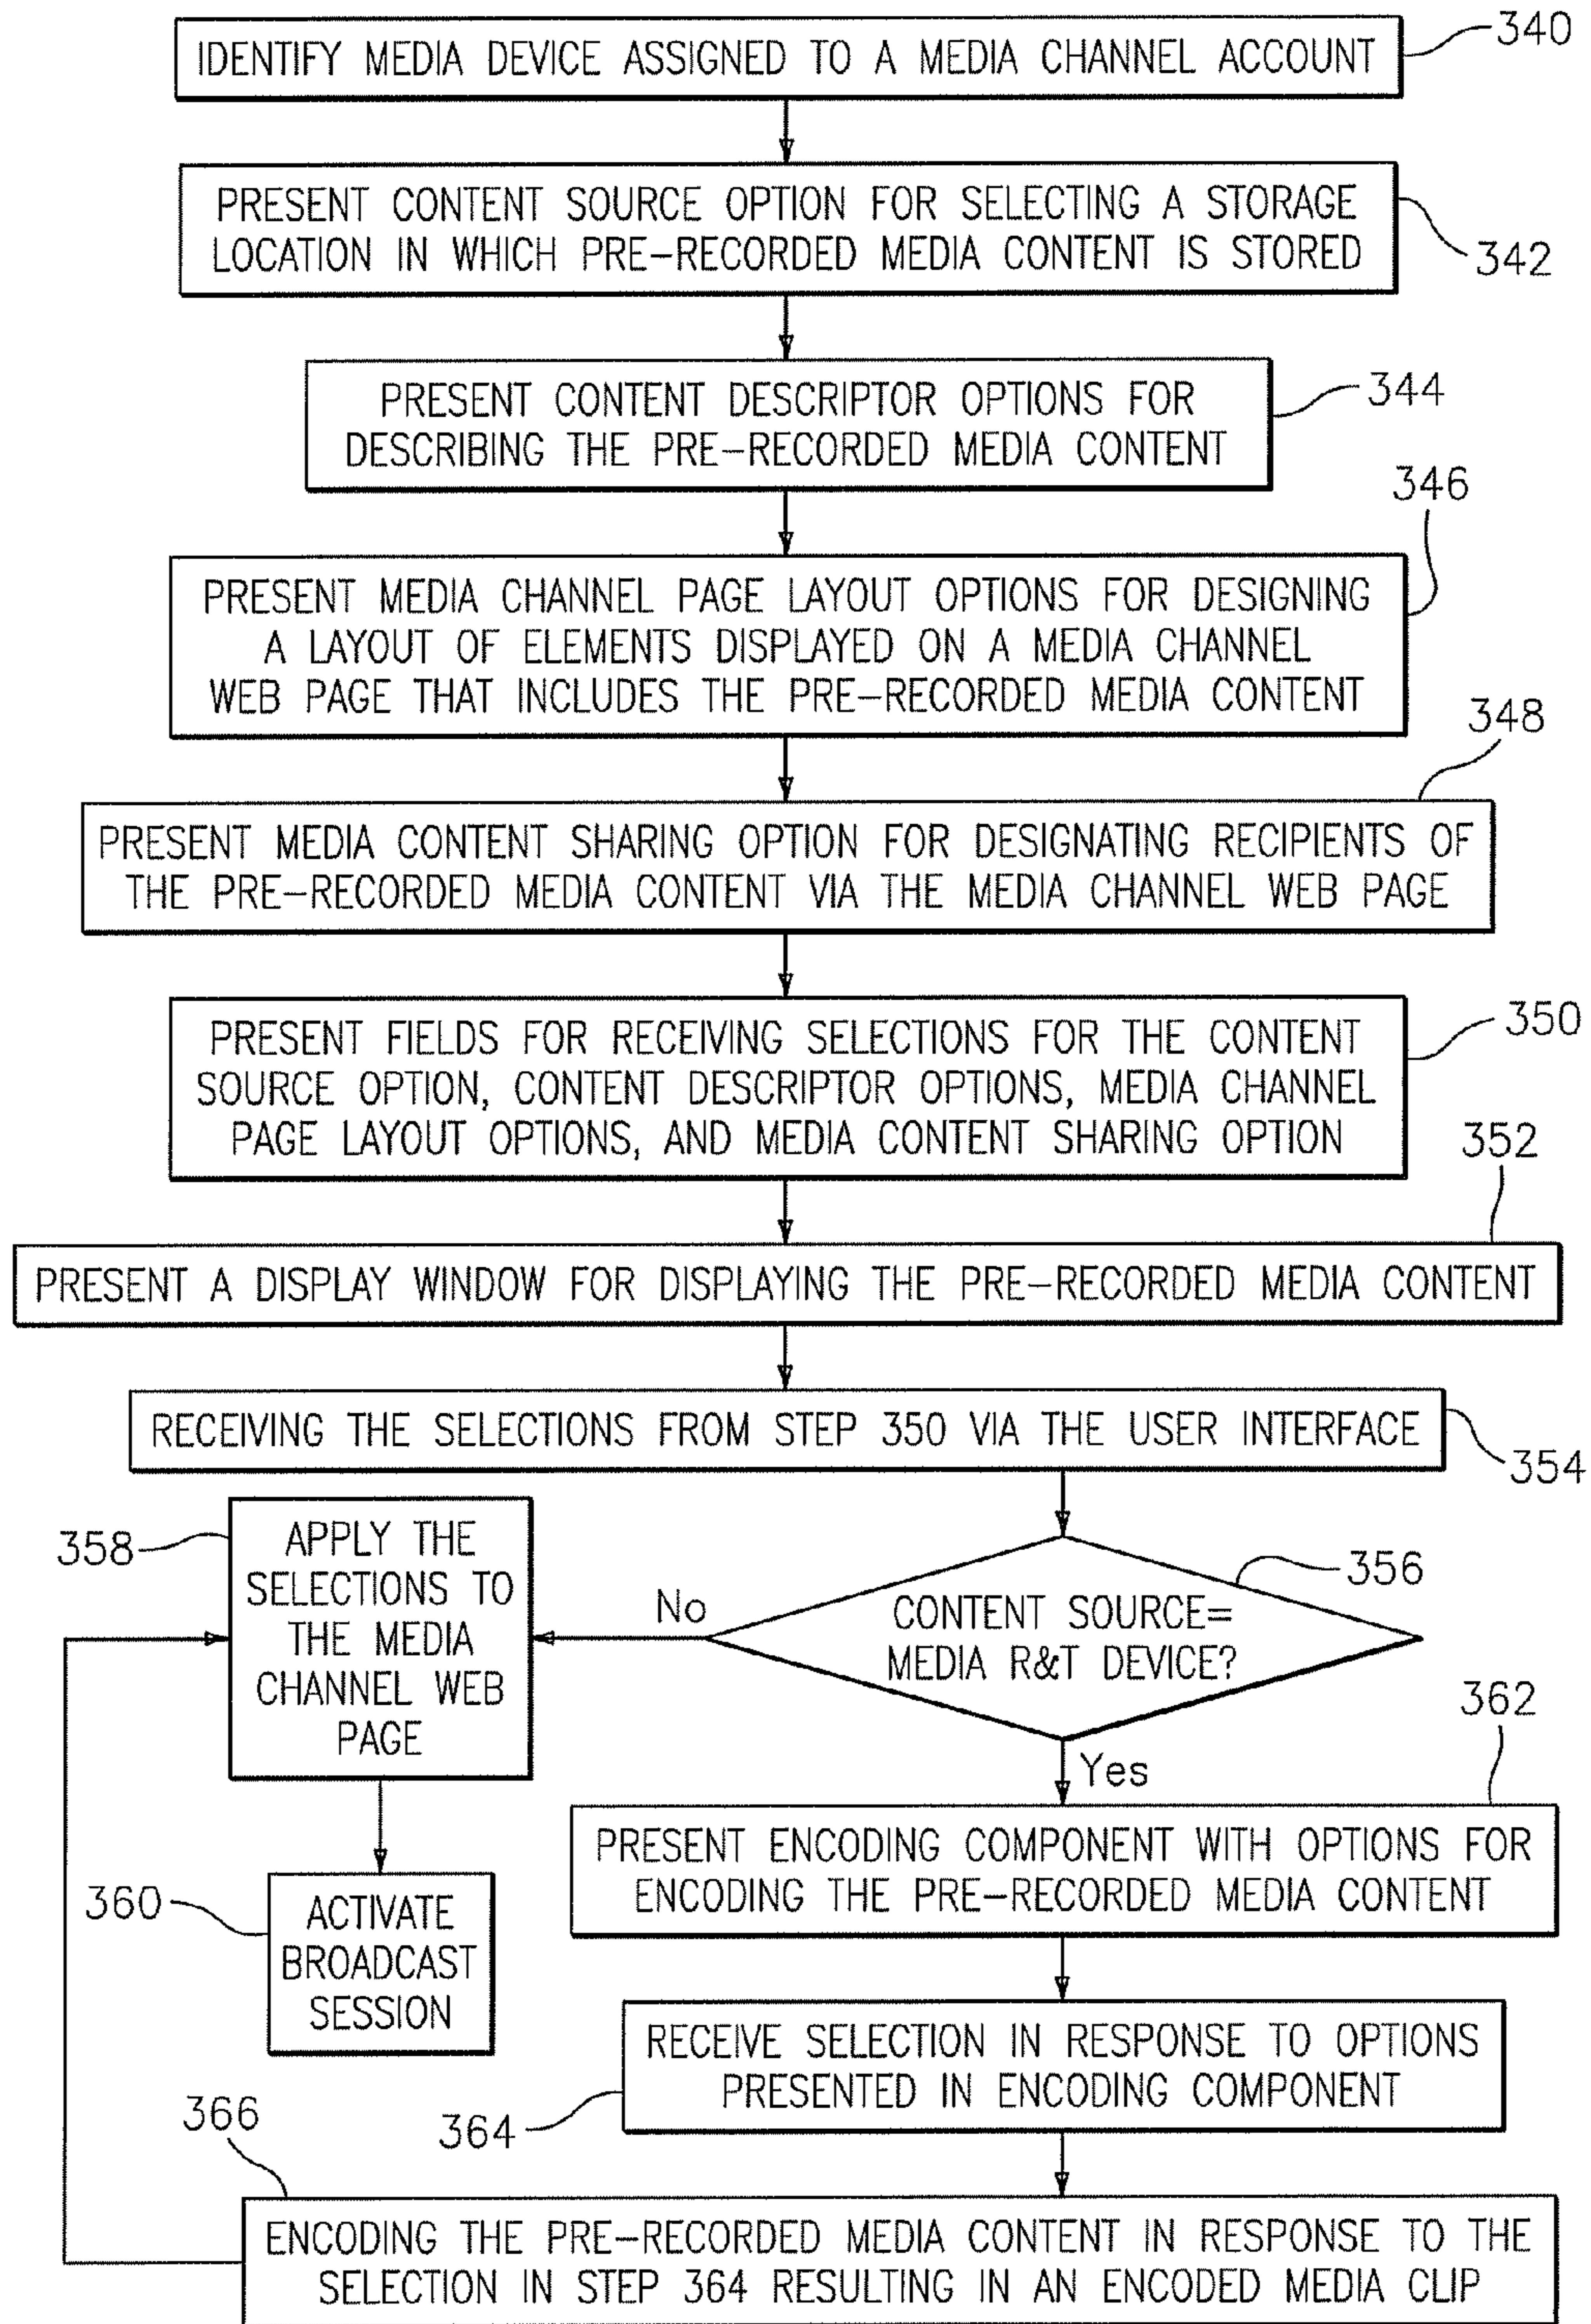 340
IDENTIFY MEDIA DEVICE ASSIGNED TO A MEDIA CHANNEL ACCOUNT
PRESENT CONTENT SOURCE OPTION FOR SELECTING A STORAGE
LOCATION IN WHICH PRE-RECORDED MEDIA CONTENT IS STORED
342
PRESENT CONTENT DESCRIPTOR OPTIONS FOR
DESCRIBING THE PRE-RECORDED MEDIA CONTENT
344
346
PRESENT MEDIA CHANNEL PAGE LAYOUT OPTIONS FOR DESIGNING
A LAYOUT OF ELEMENTS DISPLAYED ON A MEDIA CHANNEL
WEB PAGE THAT INCLUDES THE PRE-RECORDED MEDIA CONTENT
348
PRESENT MEDIA CONTENT SHARING OPTION FOR DESIGNATING RECIPIENTS OF
THE PRE-RECORDED MEDIA CONTENT VIA THE MEDIA CHANNEL WEB PAGE
350
PRESENT FIELDS FOR RECEIVING SELECTIONS FOR THE CONTENT
SOURCE OPTION, CONTENT DESCRIPTOR OPTIONS, MEDIA CHANNEL
PAGE LAYOUT OPTIONS, AND MEDIA CONTENT SHARING OPTION
352
PRESENT A DISPLAY WINDOW FOR DISPLAYING THE PRE-RECORDED MEDIA CONTENT
RECEIVING THE SELECTIONS FROM STEP 350 VIA THE USER INTERFACE
354
356
CONTENT SOURCE=
MEDIA R&T DEVICE?
No
Yes
358
APPLY THE
SELECTIONS TO
THE MEDIA
CHANNEL WEB
PAGE
360
ACTIVATE
BROADCAST
SESSION
362
PRESENT ENCODING COMPONENT WITH OPTIONS FOR
ENCODING THE PRE-RECORDED MEDIA CONTENT
RECEIVE SELECTION IN RESPONSE TO OPTIONS
PRESENTED IN ENCODING COMPONENT
364
366
ENCODING THE PRE-RECORDED MEDIA CONTENT IN RESPONSE TO THE
SELECTION IN STEP 364 RESULTING IN AN ENCODED MEDIA CLIP